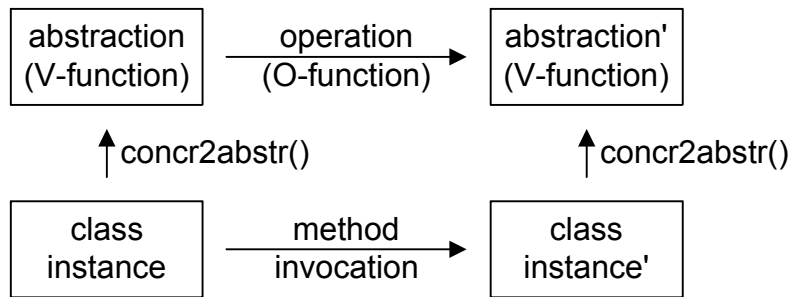 abstraction
(V-function)
operation
(O-function)
abstraction'
(V-function)
concr2abstr()
concr2abstr()
class
instance
method
invocation
class
instance'